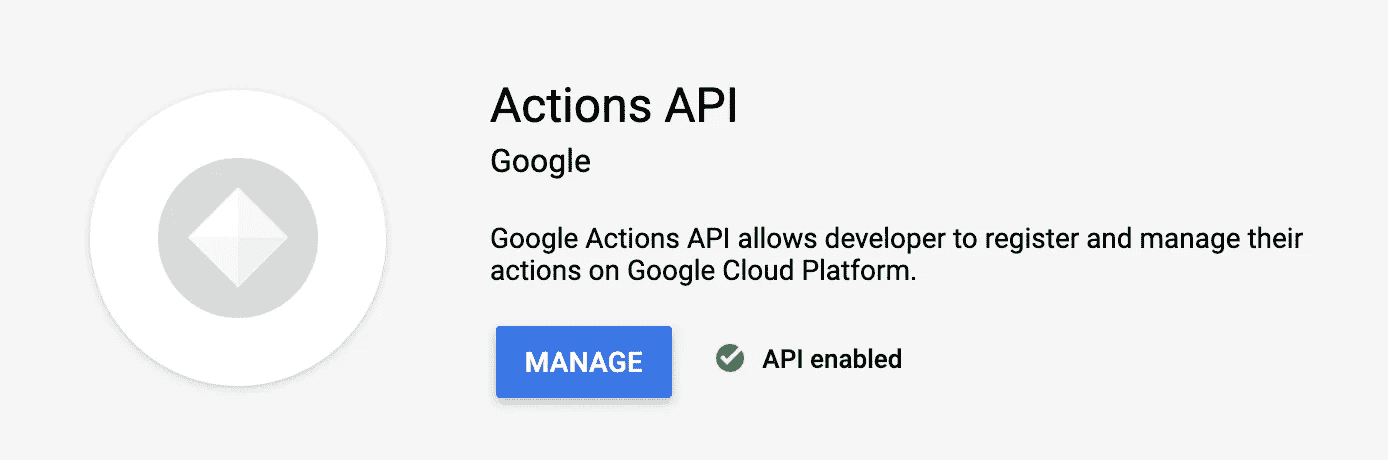 Actions API
Google
Google Actions API allows developer to register and manage their
actions on Google Cloud Platform.
MANAGE
API enabled